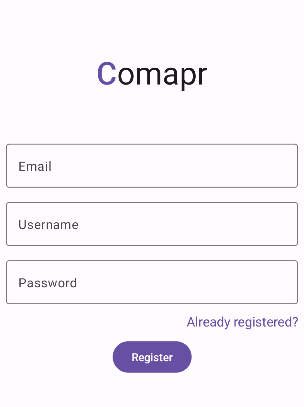 Comapr
Email
Username
Password
Already registered?
Register